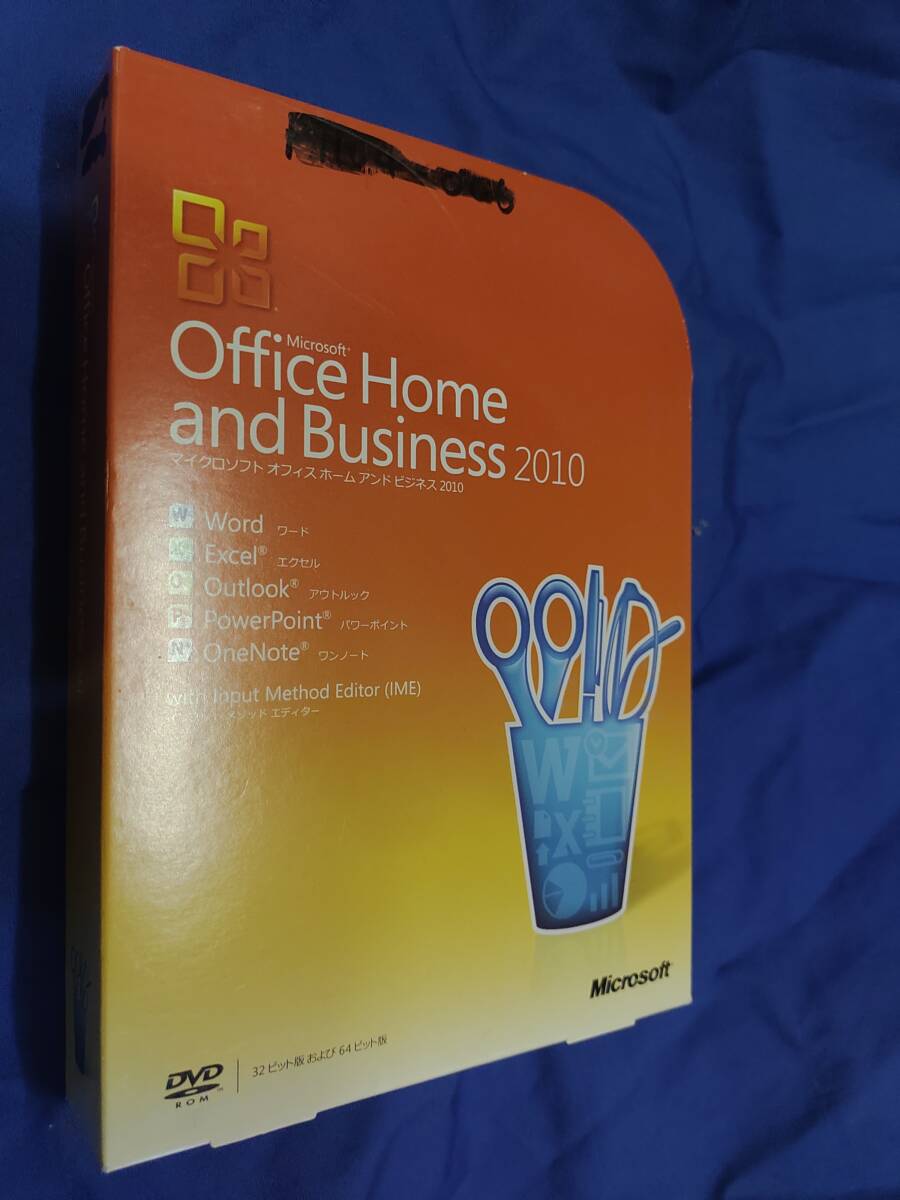 Microsoft®
Office Home
and Business 2010
マイクロソフト オフィス ホーム アンド ビジネス 2010
Word ワード
Excel® エクセル
Outlook® アウトルック
PowerPoint® パワーポイント
OneNote® ワンノート
with Input Method Editor (IME)
メソッド エディター
W
X
Microsoft
DVD
ROM
32 ビット版 および 64 ビット版